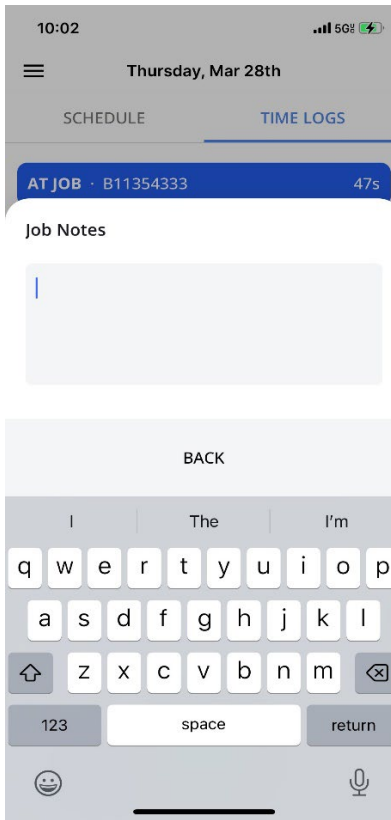 10:02 5G
Thursday, Mar 28th
SCHEDULE TIME LOGS
AT JOB · B11354333 47s
Job Notes
BACK
I The I'm
q w e r t y u i o p
a s d f g h j k l
z x c v b n m
123 space return